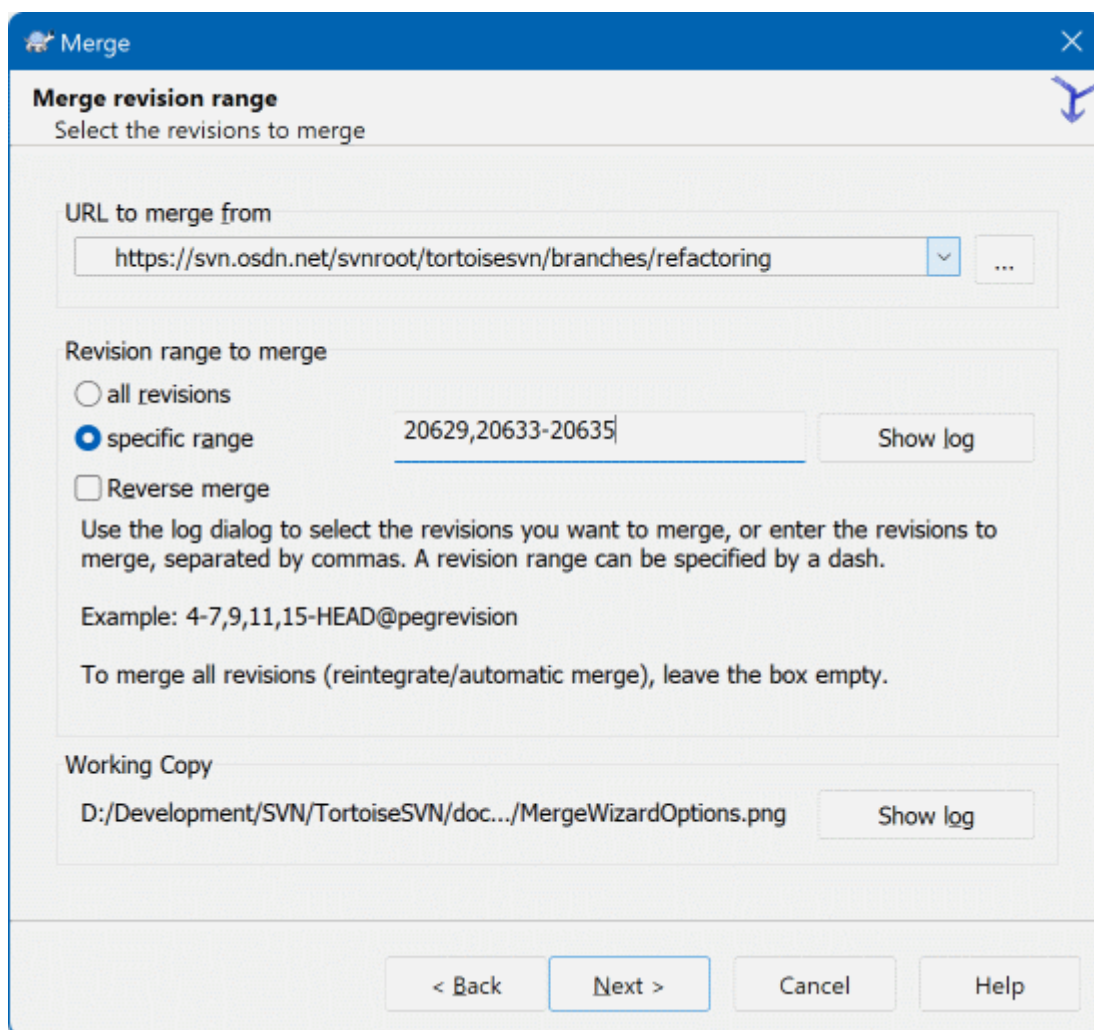 Merge
Merge revision range
Select the revisions to merge
URL to merge from
https://svn.osdn.net/svnroot/tortoisesvn/branches/refactoring
...
Revision range to merge
all revisions
specific range 20629,20633-20635 Show log
Reverse merge
Use the log dialog to select the revisions you want to merge, or enter the revisions to
merge, separated by commas. A revision range can be specified by a dash.
Example: 4-7,9,11,15-HEAD@pegrevision
To merge all revisions (reintegrate/automatic merge), leave the box empty.
Working Copy
D:/Development/SVN/TortoiseSVN/doc.../MergeWizardOptions.png Show log
< Back Next > Cancel Help